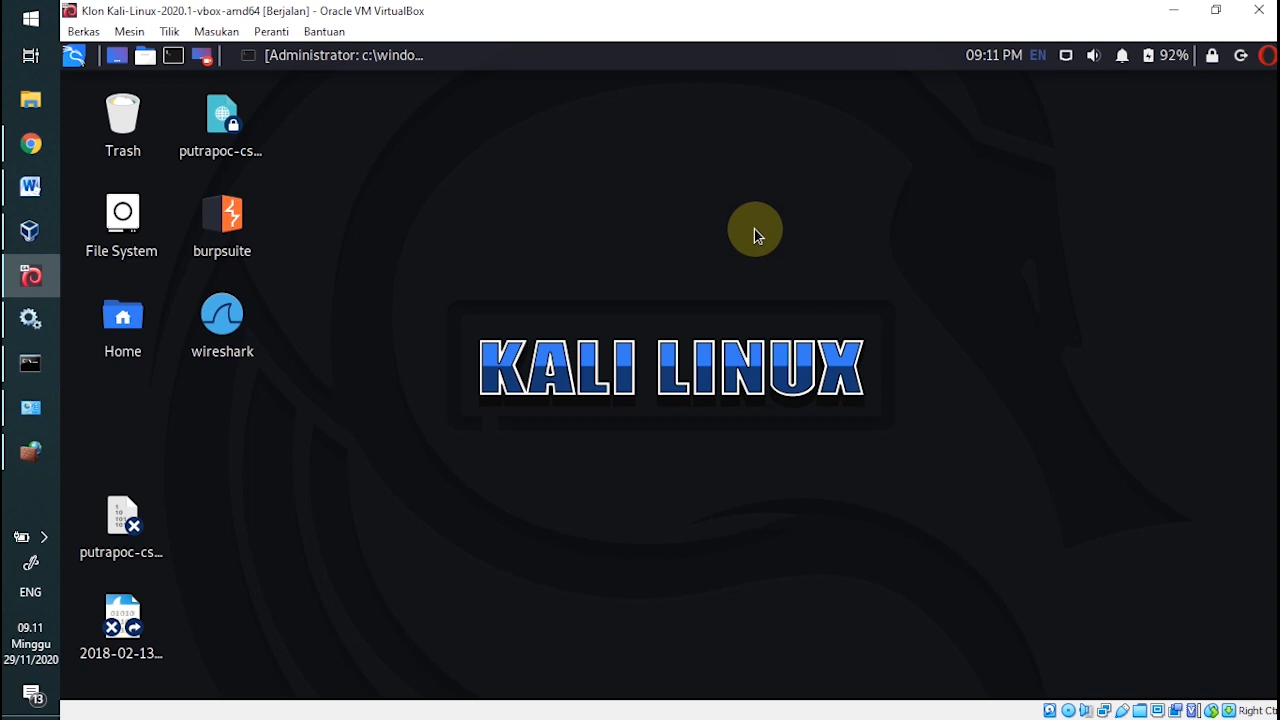 Klon Kali-Linux-2020.1-vbox-amd64 [Berjalan] - Oracle VM VirtualBox
Berkas Mesin Tilik Masukan Peranti Bantuan
[Administrator: c:\windo...
09:11 PM EN 92%
Trash
putrapoc-cs...
File System
burpsuite
Home
wireshark
KALI LINUX
putrapoc-cs...
2018-02-13...
ENG
09.11
Minggu
29/11/2020
13
Right Ct